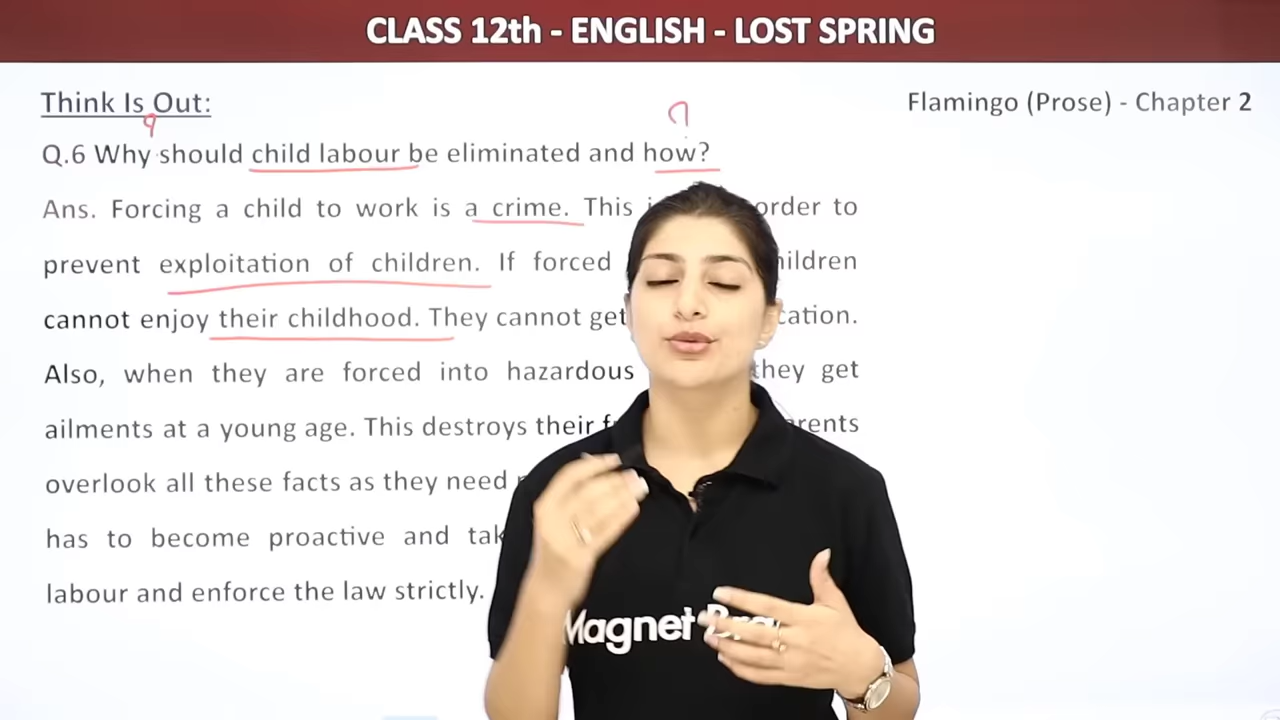 CLASS 12th - ENGLISH - LOST SPRING
Think Is Out:
Flamingo (Prose) - Chapter 2
Q.6 Why should child labour be eliminated and how?
Ans. Forcing a child to work is a crime. This order to
prevent exploitation of children. If forced
cannot enjoy their childhood. They cannot get
Also, when they are forced into hazardous they get
ailments at a young age. This destroys their
overlook all these facts as they need
has to become proactive and
labour and enforce the law strictly.
Magnet